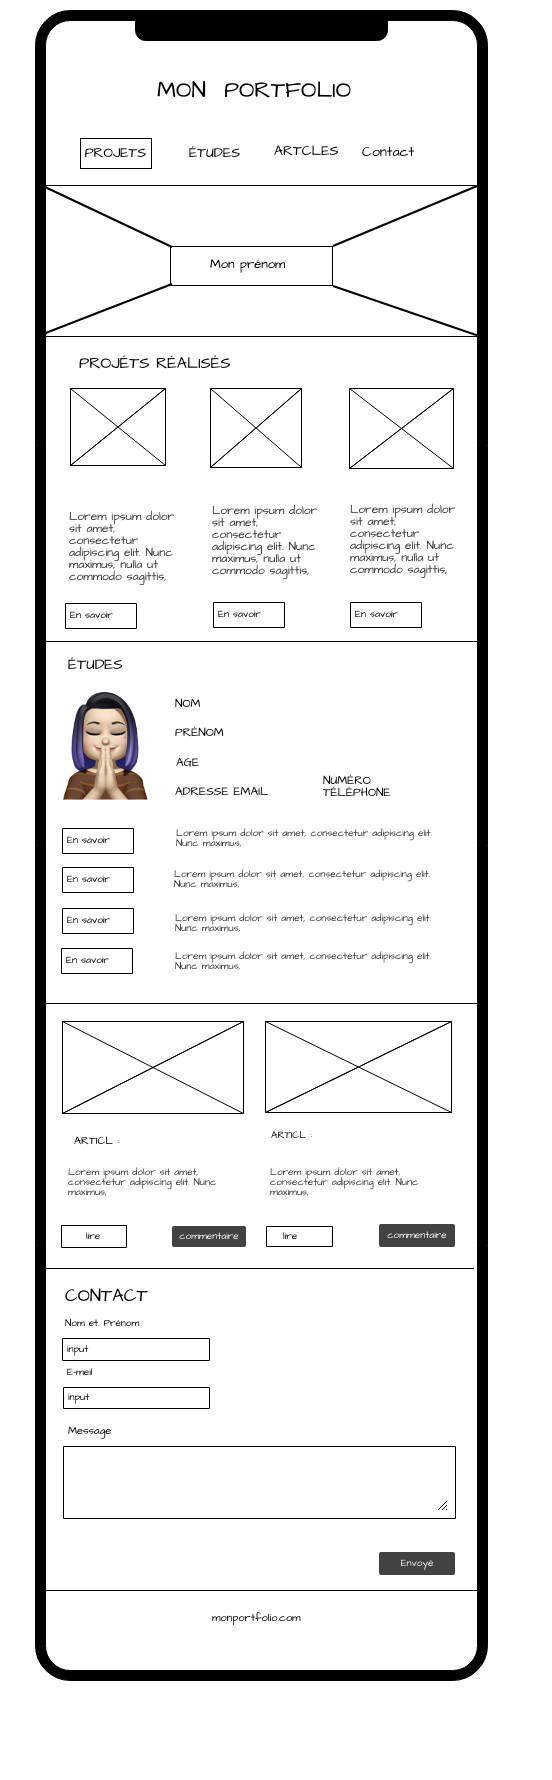 MON PORTFOLIO
PROJETS ÉTUDES ARTCLES Contact
Mon prénom
PROJÉTS RÉALISÉS
Lorem ipsum dolor
sit amet,
consectetur
adipiscing elit. Nunc
maximus, nulla ut
commodo sagittis,
Lorem ipsum dolor
sit amet,
consectetur
adipiscing elit. Nunc
maximus, nulla ut
commodo sagittis,
Lorem ipsum dolor
sit amet,
consectetur
adipiscing elit. Nunc
maximus, nulla ut
commodo sagittis,
En savoir En savoir En savoir
ÉTUDES
NOM
PRÉNOM
AGE
ADRESSE EMAIL
NUMÉRO
TÉLÉPHONE
En savoir
Lorem ipsum dolor sit amet, consectetur adipiscing elit.
Nunc maximus,
En savoir
Lorem ipsum dolor sit amet, consectetur adipiscing elit.
Nunc maximus,
En savoir
Lorem ipsum dolor sit amet, consectetur adipiscing elit.
Nunc maximus,
En savoir
Lorem ipsum dolor sit amet, consectetur adipiscing elit.
Nunc maximus,
ARTICL :
Lorem ipsum dolor sit amet,
consectetur adipiscing elit. Nunc
maximus,
lire commentaire
ARTICL :
Lorem ipsum dolor sit amet,
consectetur adipiscing elit. Nunc
maximus,
lire commentaire
CONTACT
Nom et. Prénom
input
E-meil
input
Message
Envoyé
monportfolio.com